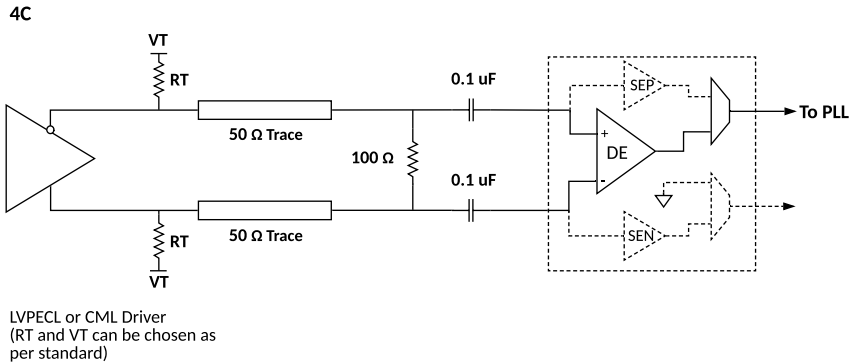 4C
VT
RT
0.1 uF
SEP
50 Ω Trace
+
To PLL
100 Ω
DE
0.1 uF
-
RT
50 Ω Trace
SEN
VT
LVPECL or CML Driver
(RT and VT can be chosen as
per standard)